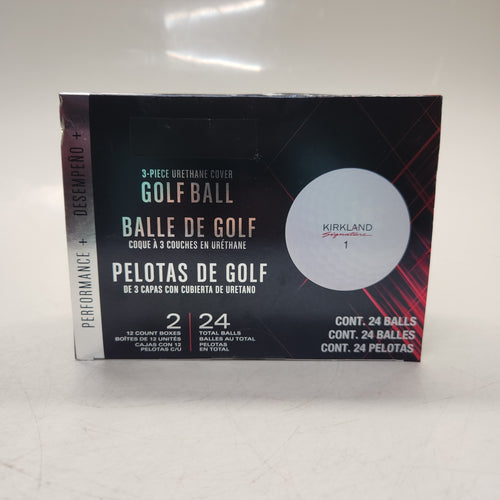 PERFORMANCE + DESEMPEÑO +
3-PIECE URETHANE COVER
GOLF BALL
BALLE DE GOLF
COQUE À 3 COUCHES EN URÉTHANE
PELOTAS DE GOLF
DE 3 CAPAS CON CUBIERTA DE URETANO
2
12 COUNT BOXES
BOÎTES DE 12 UNITÉS
CAJAS CON 12
PELOTAS C/U
24
TOTAL BALLS
BALLES AU TOTAL
PELOTAS
EN TOTAL
KIRKLAND
Signature
1
CONT. 24 BALLS
CONT. 24 BALLES
CONT. 24 PELOTAS